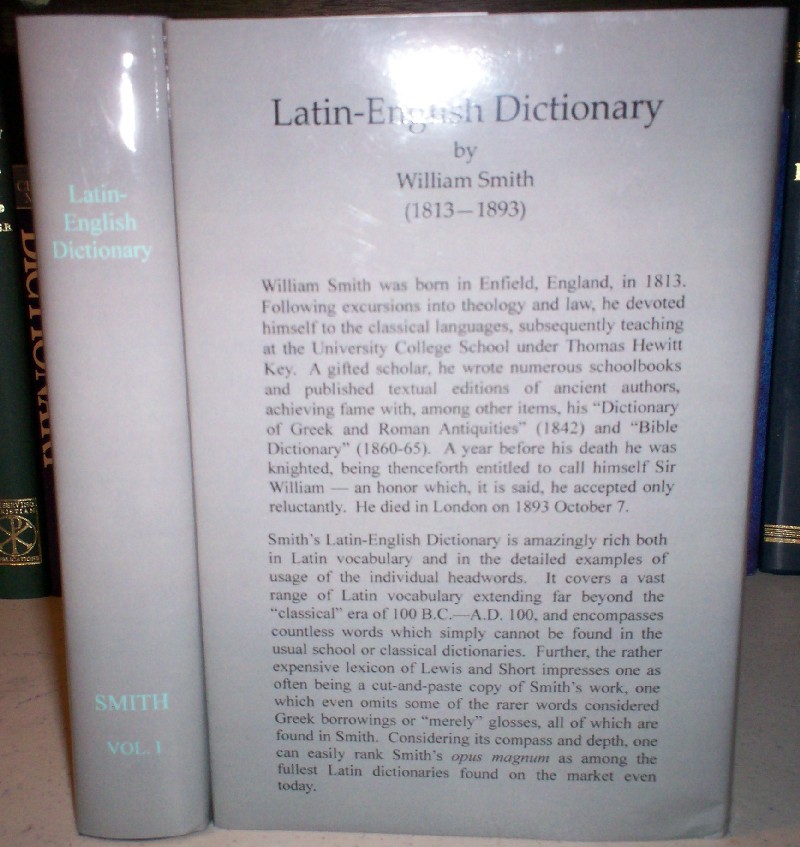 Latin-
English
Dictionary
SMITH
VOL. I
Latin-English Dictionary
by
William Smith
(1813—1893)
William Smith was born in Enfield, England, in 1813.
Following excursions into theology and law, he devoted
himself to the classical languages, subsequently teaching
at the University College School under Thomas Hewitt
Key. A gifted scholar, he wrote numerous schoolbooks
and published textual editions of ancient authors,
achieving fame with, among other items, his “Dictionary
of Greek and Roman Antiquities” (1842) and “Bible
Dictionary” (1860-65). A year before his death he was
knighted, being thenceforth entitled to call himself Sir
William — an honor which, it is said, he accepted only
reluctantly. He died in London on 1893 October 7.
Smith's Latin-English Dictionary is amazingly rich both
in Latin vocabulary and in the detailed examples of
usage of the individual headwords. It covers a vast
range of Latin vocabulary extending far beyond the
“classical” era of 100 B.C.—A.D. 100, and encompasses
countless words which simply cannot be found in the
usual school or classical dictionaries. Further, the rather
expensive lexicon of Lewis and Short impresses one as
often being a cut-and-paste copy of Smith's work, one
which even omits some of the rarer words considered
Greek borrowings or “merely” glosses, all of which are
found in Smith. Considering its compass and depth, one
can easily rank Smith's opus magnum as among the
fullest Latin dictionaries found on the market even
today.
DICTIONARY